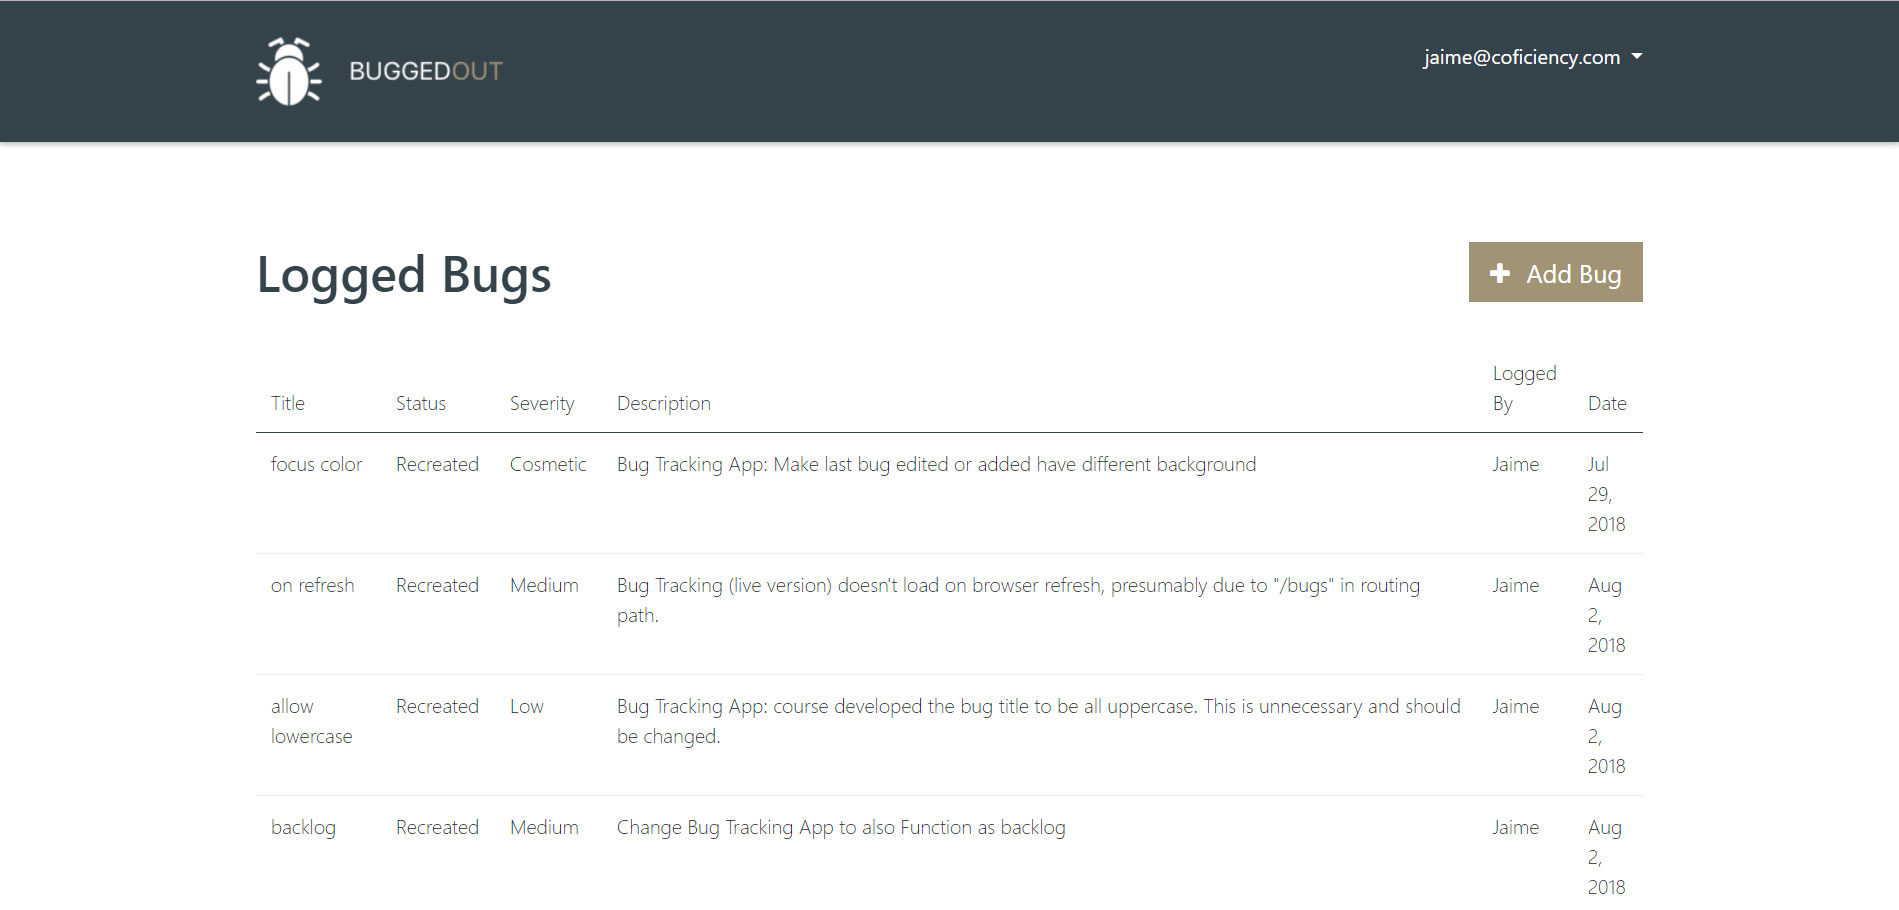 BUGGEDOUT
jaime@coficiency.com
Logged Bugs
Add Bug
Title Status Severity Description Logged By Date
focus color Recreated Cosmetic Bug Tracking App: Make last bug edited or added have different background Jaime Jul 29, 2018
on refresh Recreated Medium Bug Tracking (live version) doesn't load on browser refresh, presumably due to "/bugs" in routing path. Jaime Aug 2, 2018
allow lowercase Recreated Low Bug Tracking App: course developed the bug title to be all uppercase. This is unnecessary and should be changed. Jaime Aug 2, 2018
backlog Recreated Medium Change Bug Tracking App to also Function as backlog Jaime Aug 2, 2018